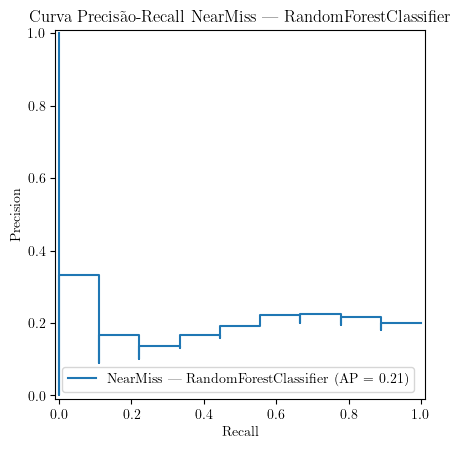 Curva Precisão-Recall NearMiss — RandomForestClassifier
1.0
0.8
0.6
0.4
0.2
0.0
Precision
NearMiss — RandomForestClassifier (AP = 0.21)
0.0 0.2 0.4 0.6 0.8 1.0
Recall